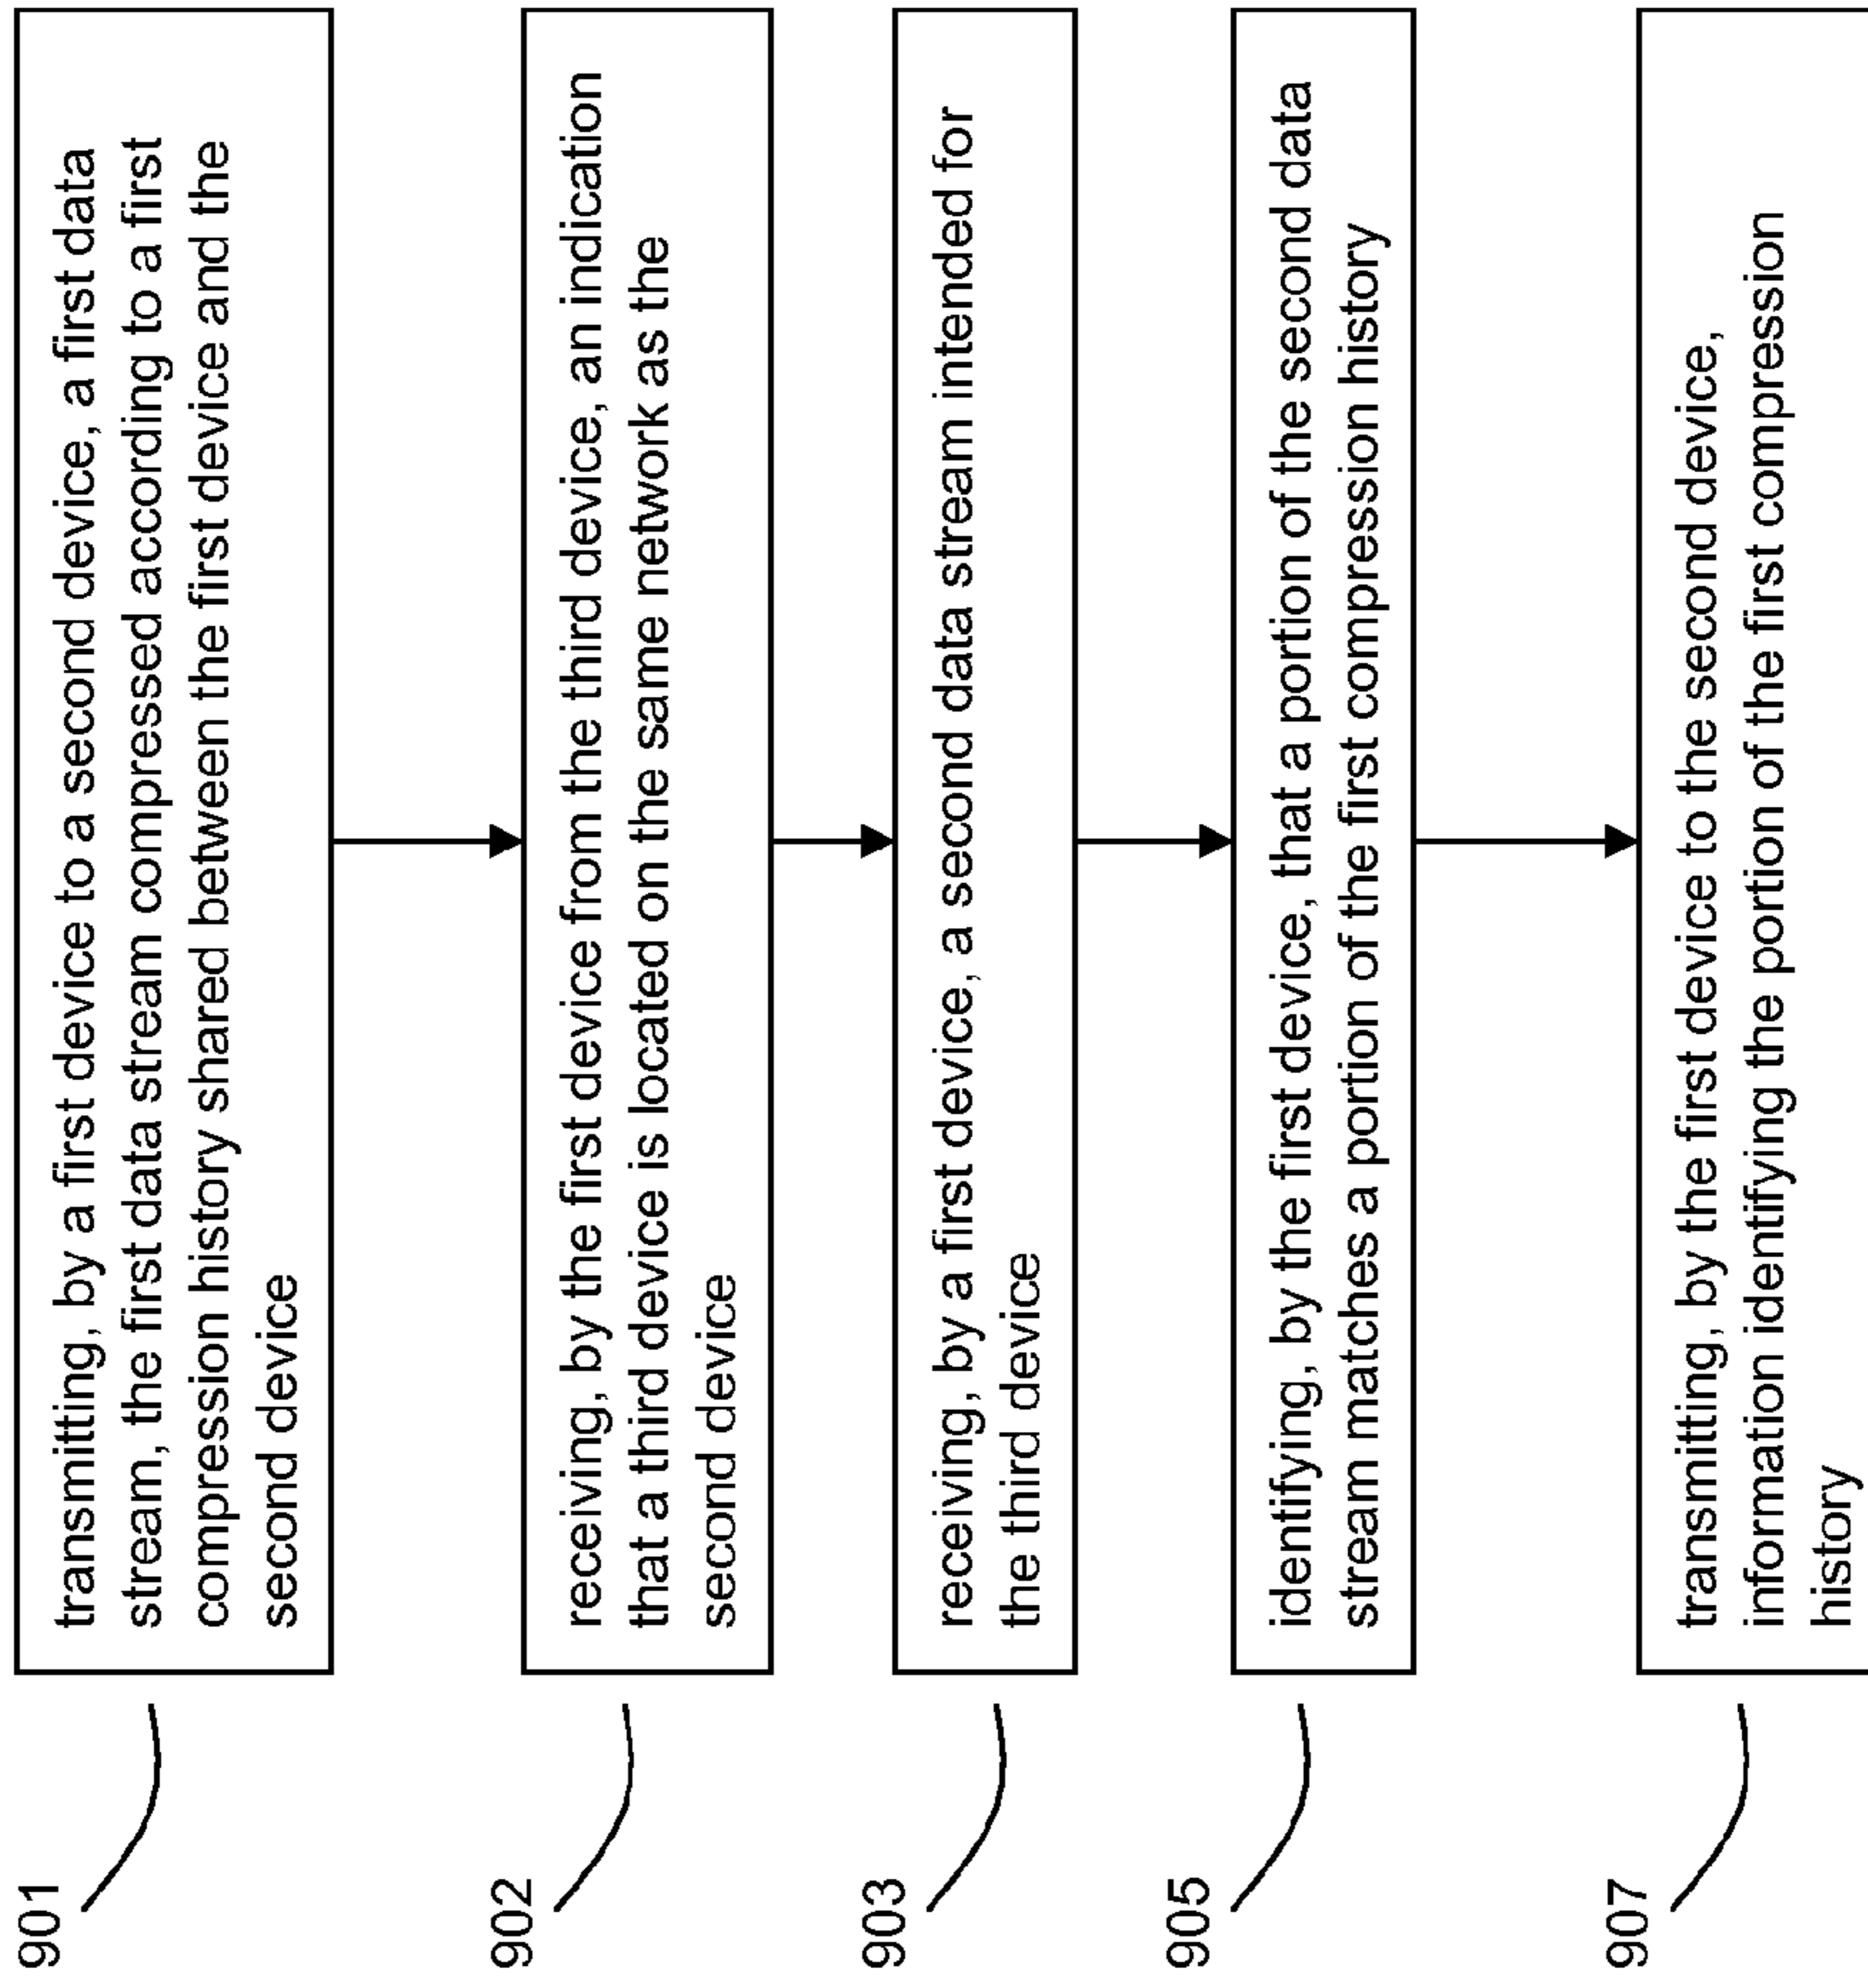 901
transmitting, by a first device to a second device, a first data
stream, the first data stream compressed according to a first
compression history shared between the first device and the
second device
902
receiving, by the first device from the third device, an indication
that a third device is located on the same network as the
second device
903
receiving, by a first device, a second data stream intended for
the third device
905
identifying, by the first device, that a portion of the second data
stream matches a portion of the first compression history
907
transmitting, by the first device to the second device,
information identifying the portion of the first compression
history